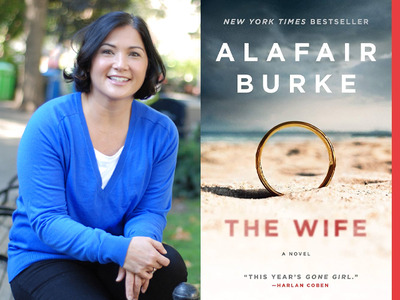 NEW YORK TIMES BESTSELLER
ALAFAIR
BURKE
THE WIFE
A NOVEL
“THIS YEAR’S GONE GIRL.”
—HARLAN COBEN